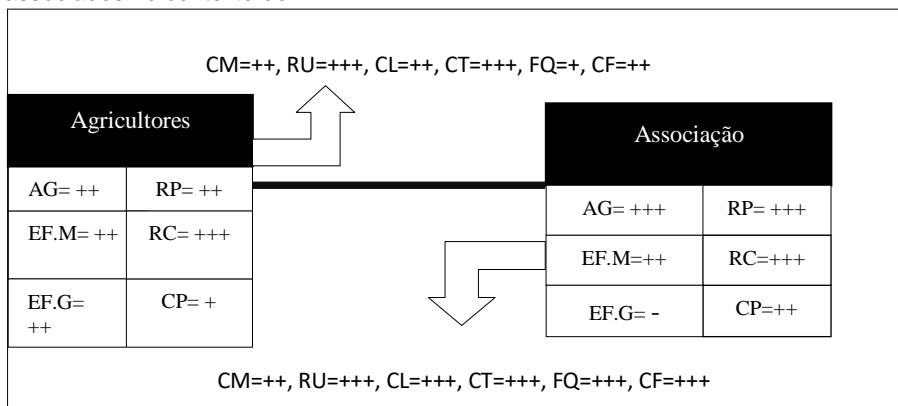 CM=++, RU=+++, CL=++, CT=+++, FQ=+, CF=++
Agricultores
AG= ++ RP= ++
EF.M= ++ RC= +++
EF.G= ++ CP= +
Associação
AG= +++ RP= +++
EF.M=++ RC=+++
EF.G= - CP=++
CM=++, RU=+++, CL=+++, CT=+++, FQ=+++, CF=+++